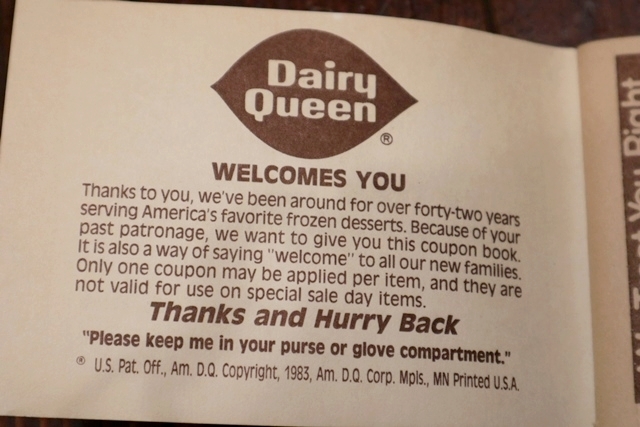 Dairy
Queen
®
WELCOMES YOU
Thanks to you, we've been around for over forty-two years
serving America's favorite frozen desserts. Because of your
past patronage, we want to give you this coupon book.
It is also a way of saying "welcome" to all our new families.
Only one coupon may be applied per item, and they are
not valid for use on special sale day items.
Thanks and Hurry Back
"Please keep me in your purse or glove compartment."
® U.S. Pat. Off., Am. D.Q. Copyright, 1983, Am. D.Q. Corp. Mpls., MN Printed U.S.A.
You Right